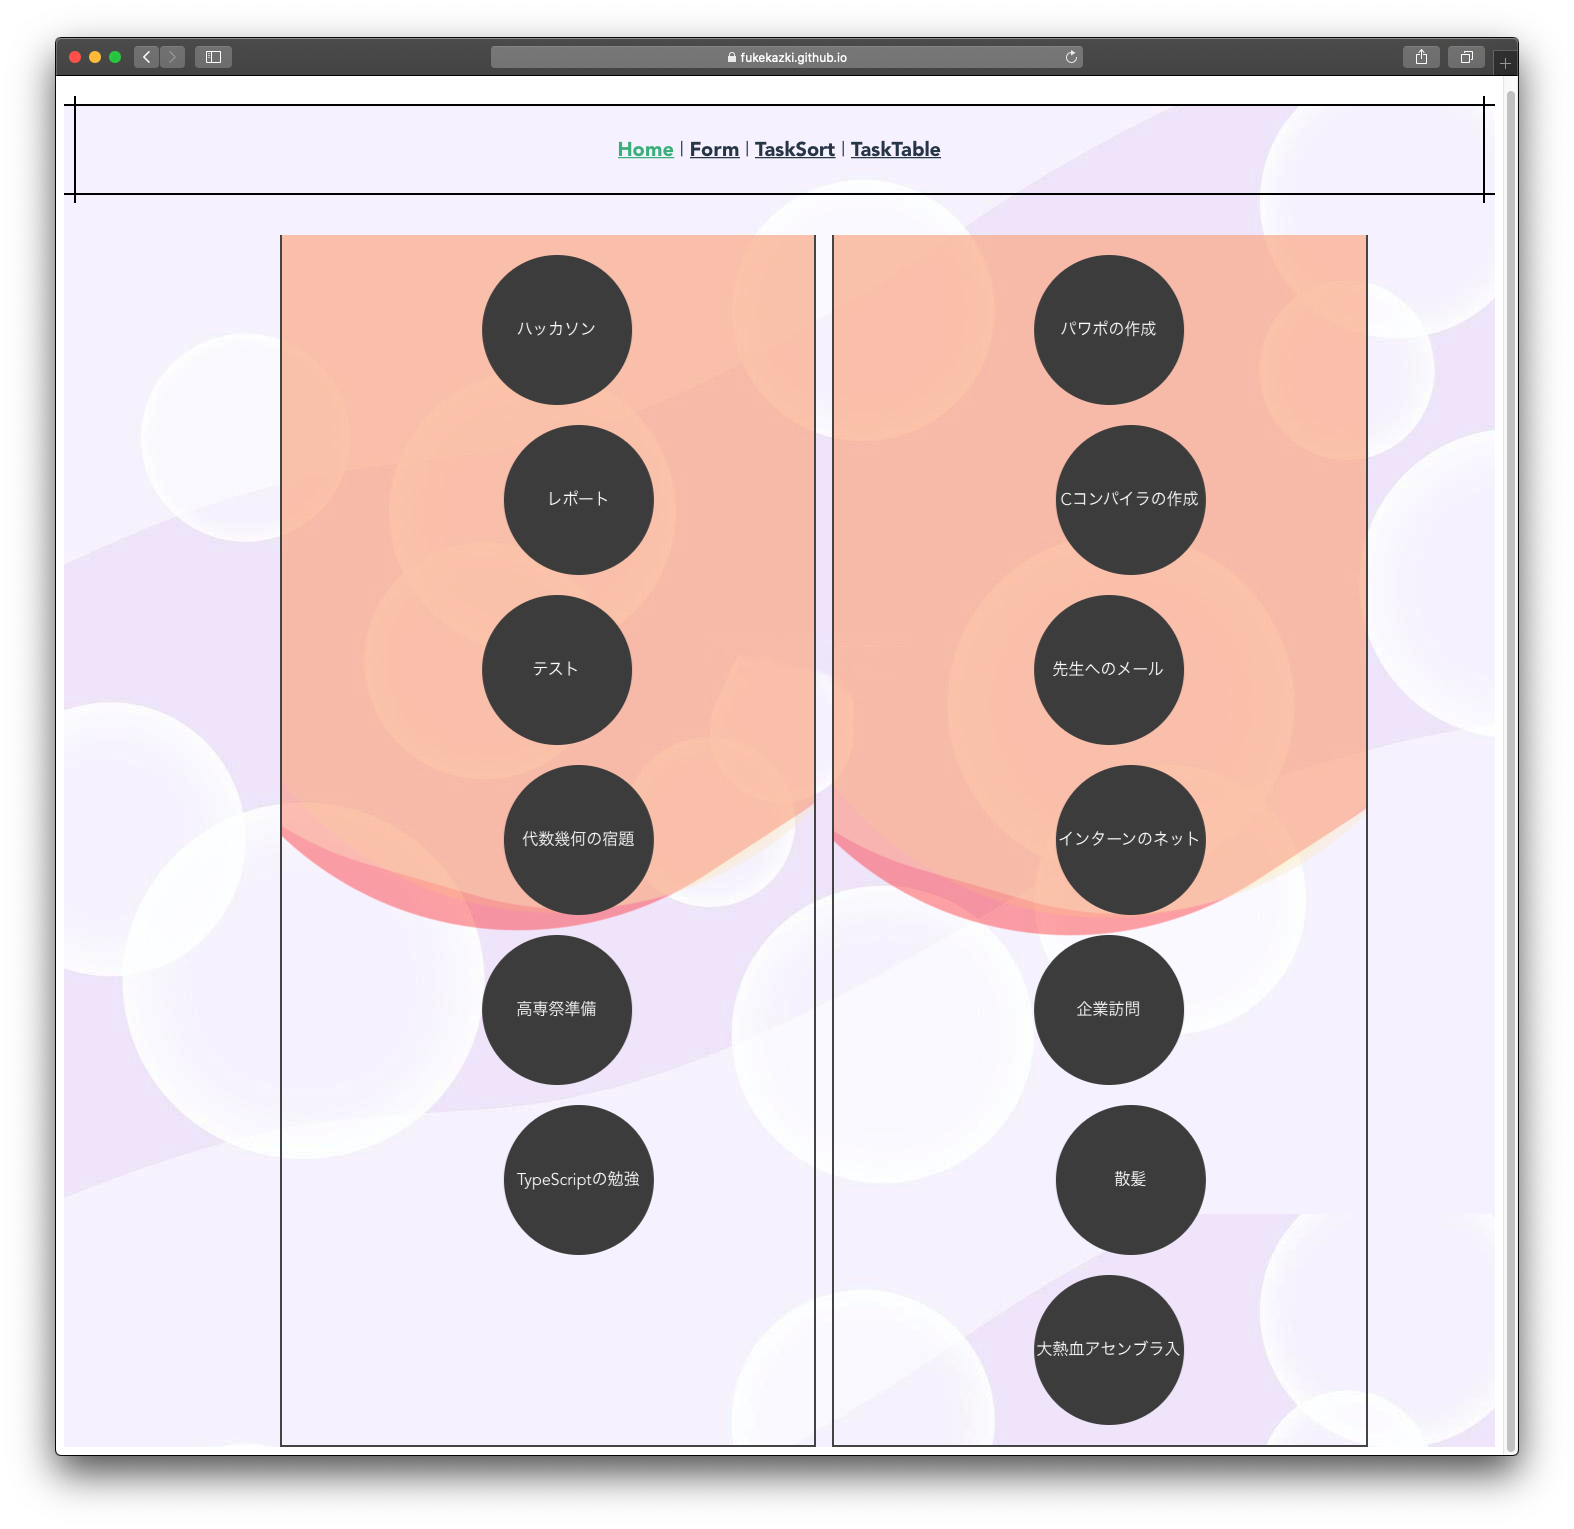 fukekazki.github.io
Home | Form | TaskSort | TaskTable
ハッカソン
レポート
テスト
代数幾何の宿題
高専祭準備
TypeScriptの勉強
パワポの作成
Cコンパイラの作成
先生へのメール
インターンのネット
企業訪問
散髪
大熱血アセンブラ入